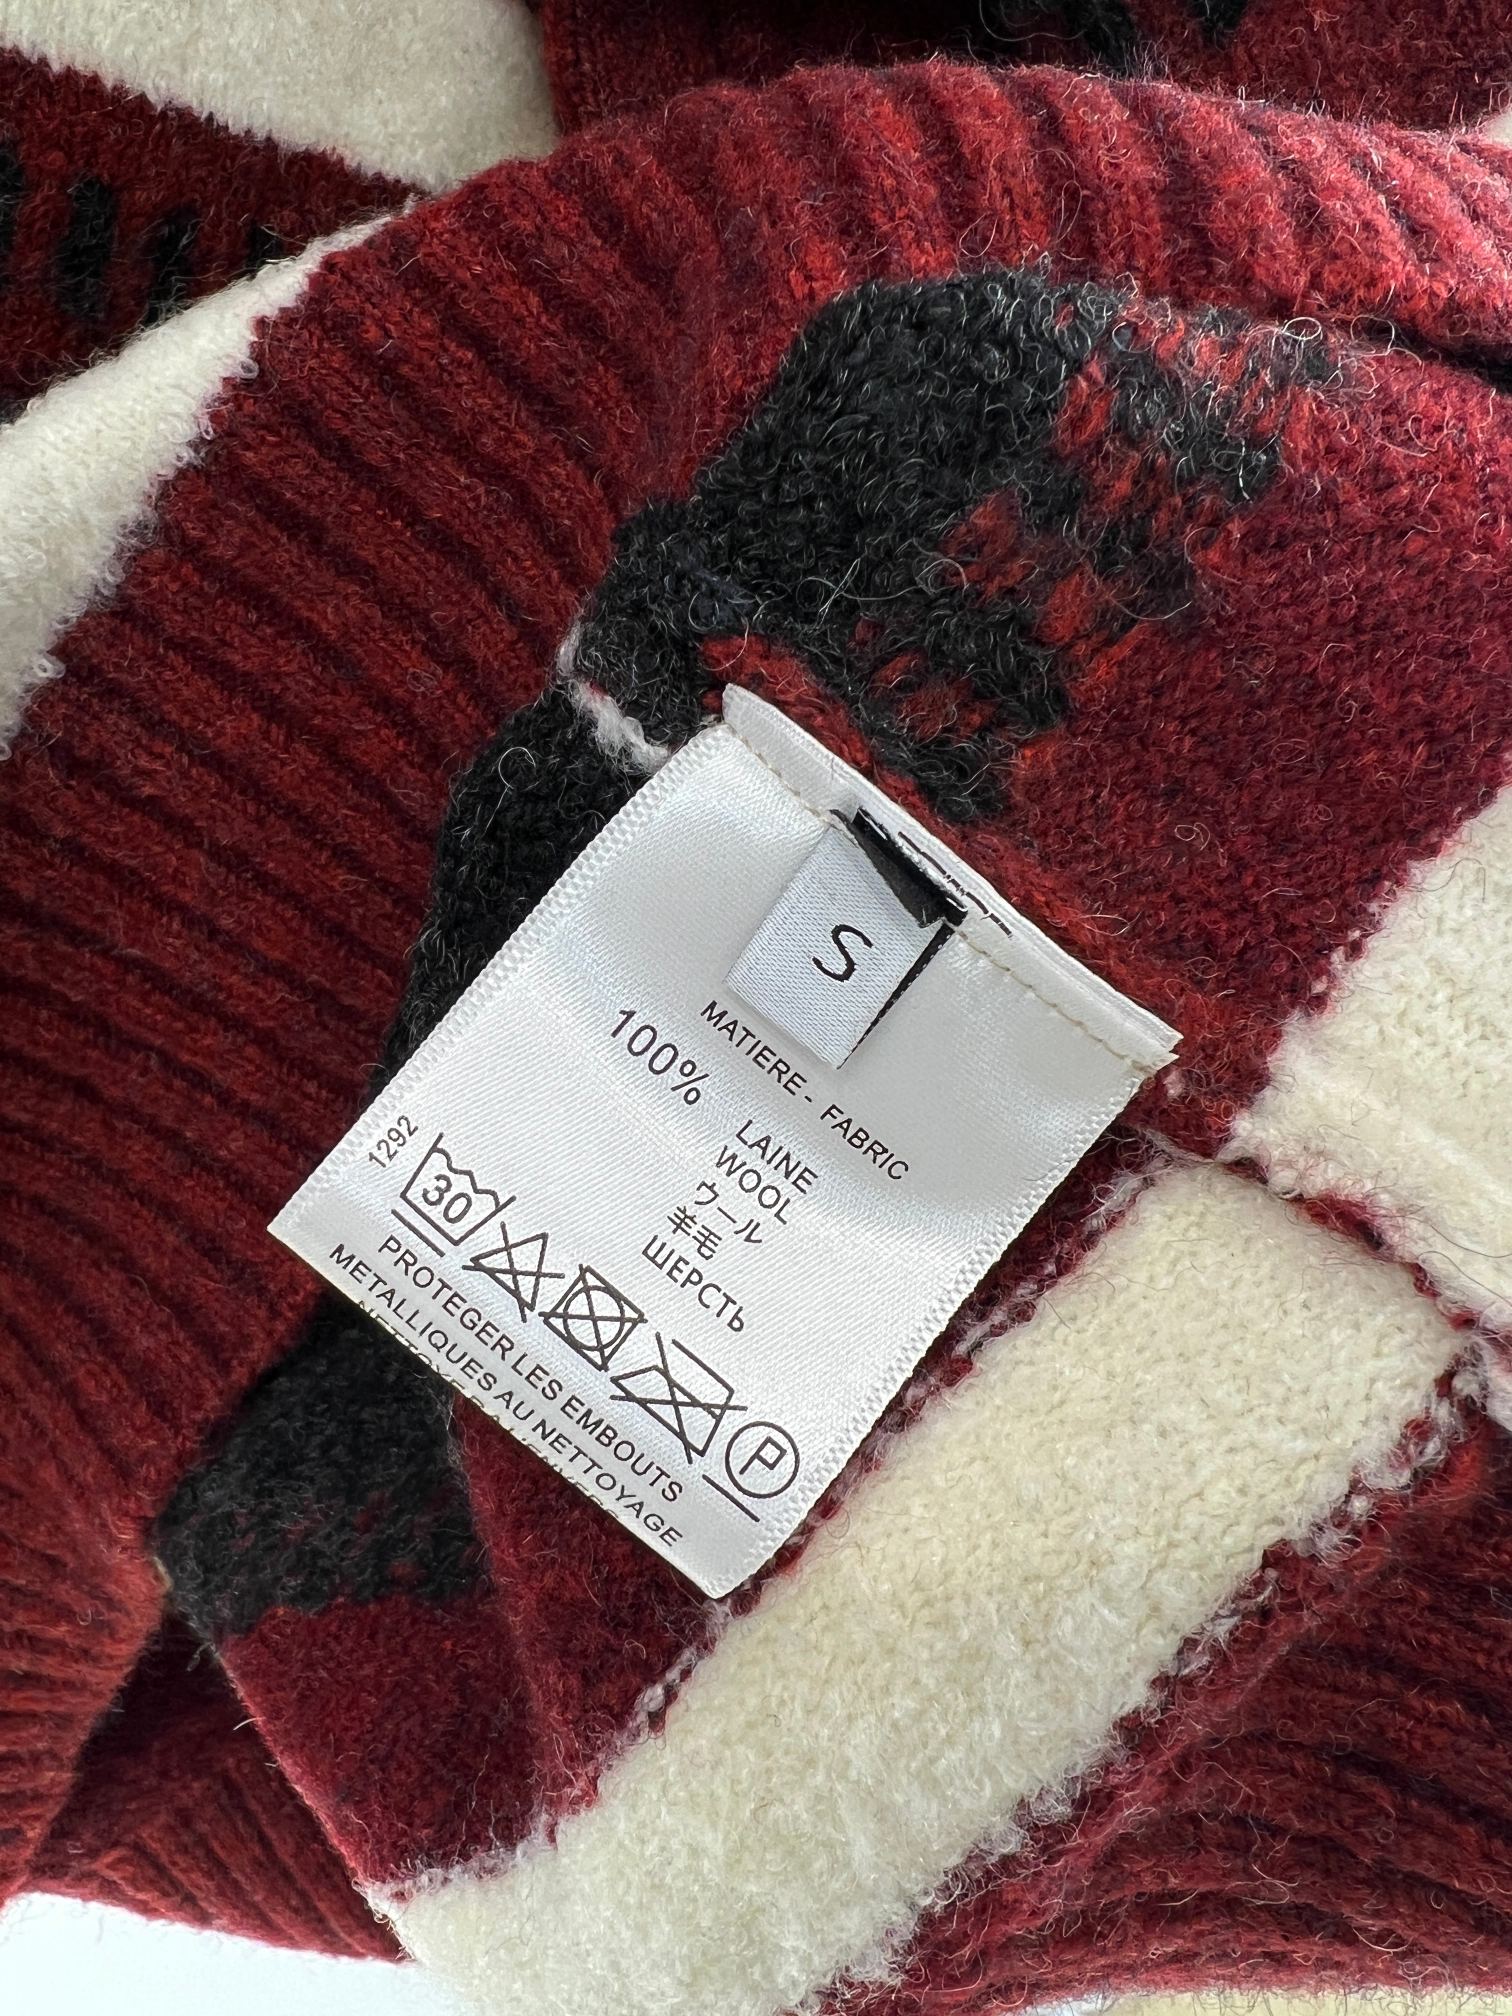 S
MATIERE - FABRIC
100%
LAINE
WOOL
ウール
羊毛
ШЕРСТЬ
1292
30
P
PROTEGER LES EMBOUTS
METALLIQUES AU NETTOYAGE